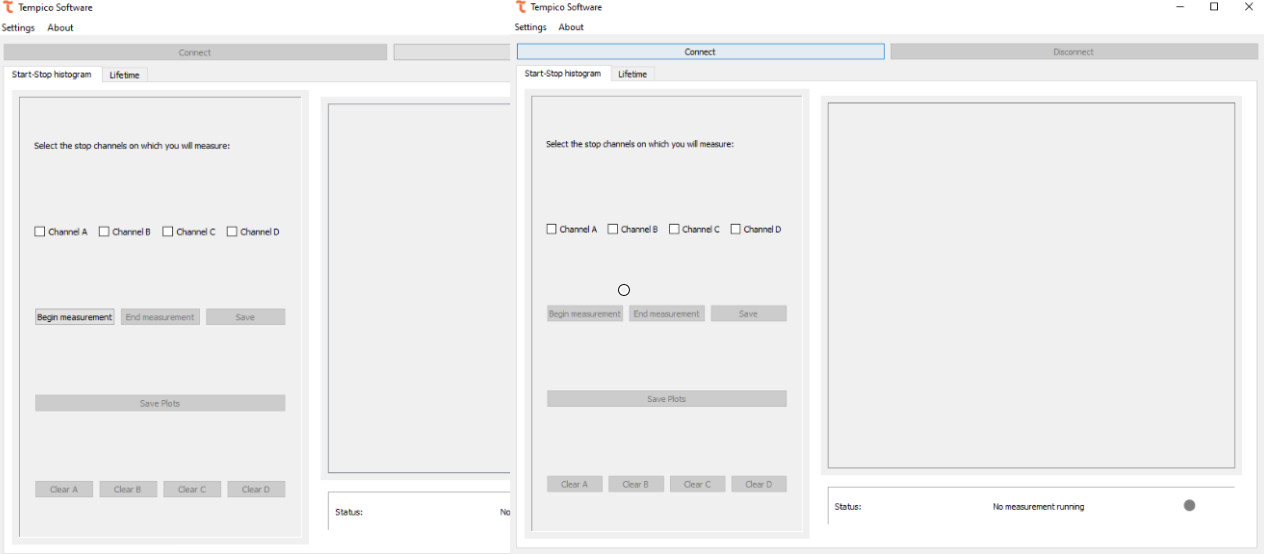 Tempico Software
Settings About
Connect
Start-Stop histogram Lifetime
Select the stop channels on which you will measure:
Channel A Channel B Channel C Channel D
Begin measurement End measurement Save
Save Plots
Clear A Clear B Clear C Clear D
Status: No
Tempico Software
Settings About
Connect Disconnect
Start-Stop histogram Lifetime
Select the stop channels on which you will measure:
Channel A Channel B Channel C Channel D
Begin measurement End measurement Save
Save Plots
Clear A Clear B Clear C Clear D
Status: No measurement running